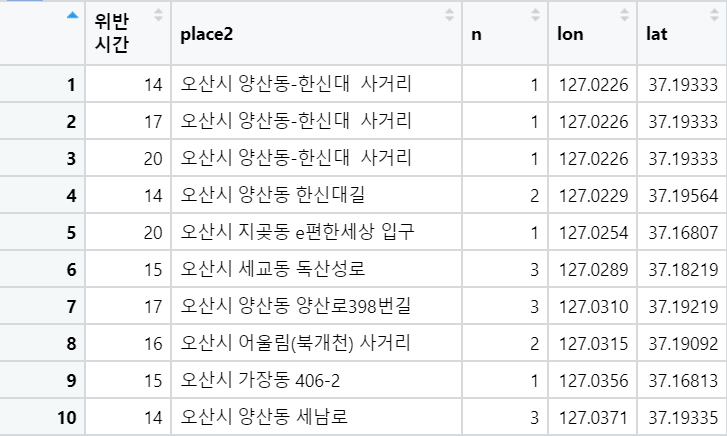 위반
시간 place2 n lon lat
1 14 오산시 양산동-한신대  사거리 1 127.0226 37.19333
2 17 오산시 양산동-한신대  사거리 1 127.0226 37.19333
3 20 오산시 양산동-한신대  사거리 1 127.0226 37.19333
4 14 오산시 양산동 한신대길 2 127.0229 37.19564
5 20 오산시 지곶동 e편한세상 입구 1 127.0254 37.16807
6 15 오산시 세교동 독산성로 3 127.0289 37.18219
7 17 오산시 양산동 양산로398번길 3 127.0310 37.19219
8 16 오산시 어울림(북개천) 사거리 2 127.0315 37.19092
9 15 오산시 가장동 406-2 1 127.0356 37.16813
10 14 오산시 양산동 세남로 3 127.0371 37.19335